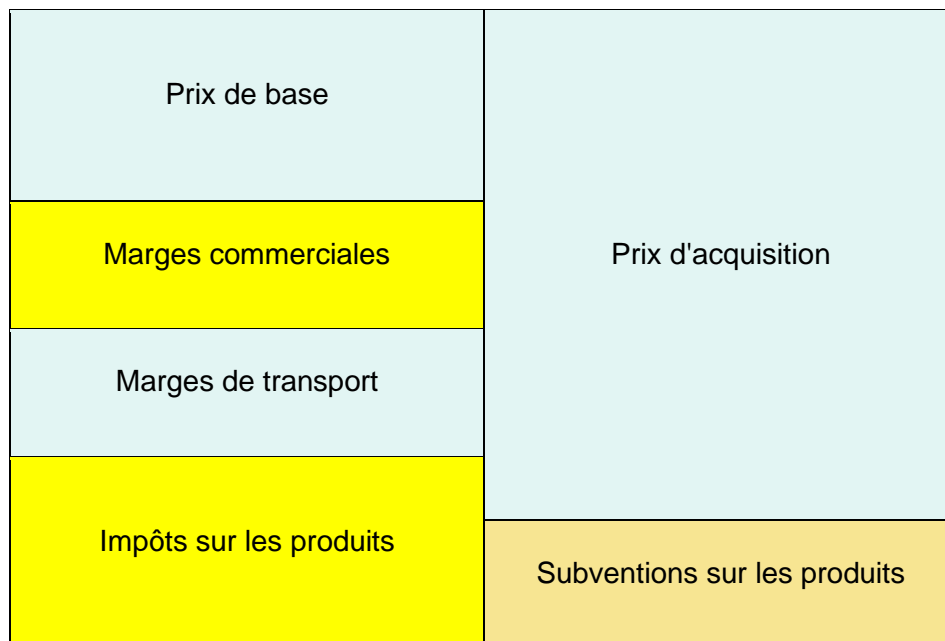 Prix de base
Marges commerciales
Prix d'acquisition
Marges de transport
Impôts sur les produits
Subventions sur les produits